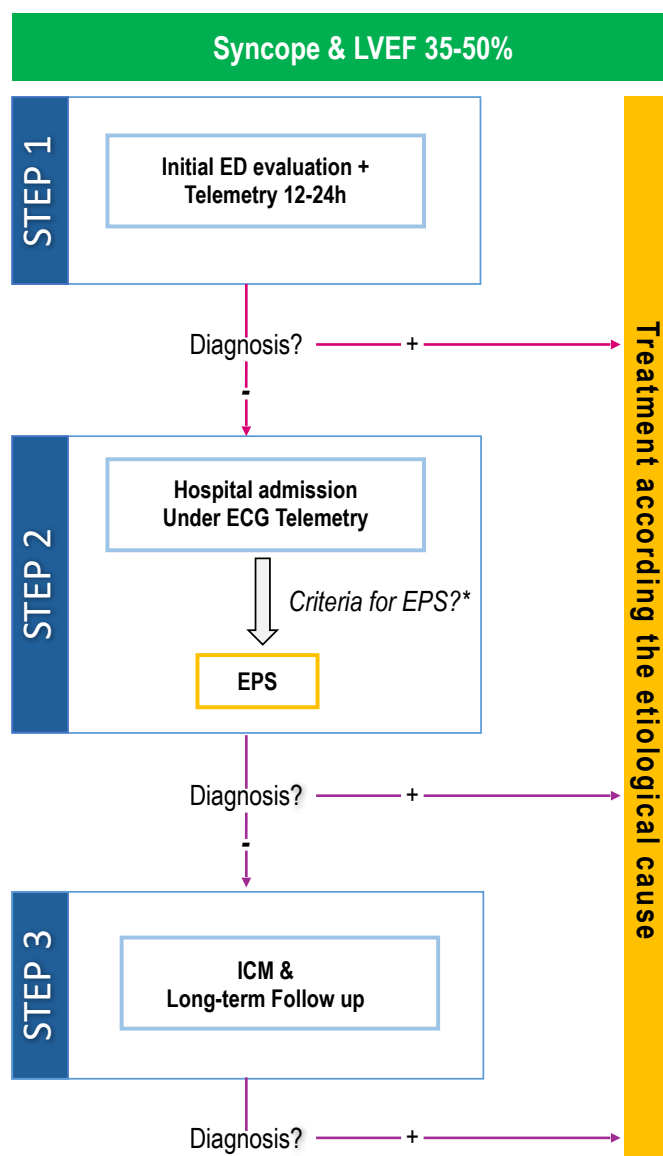 Syncope & LVEF 35-50%
STEP 1
Initial ED evaluation +
Telemetry 12-24h
Diagnosis?
+
-
STEP 2
Hospital admission
Under ECG Telemetry
Criteria for EPS?*
EPS
Diagnosis?
+
-
STEP 3
ICM &
Long-term Follow up
Diagnosis?
+
Treatment according the etiological cause